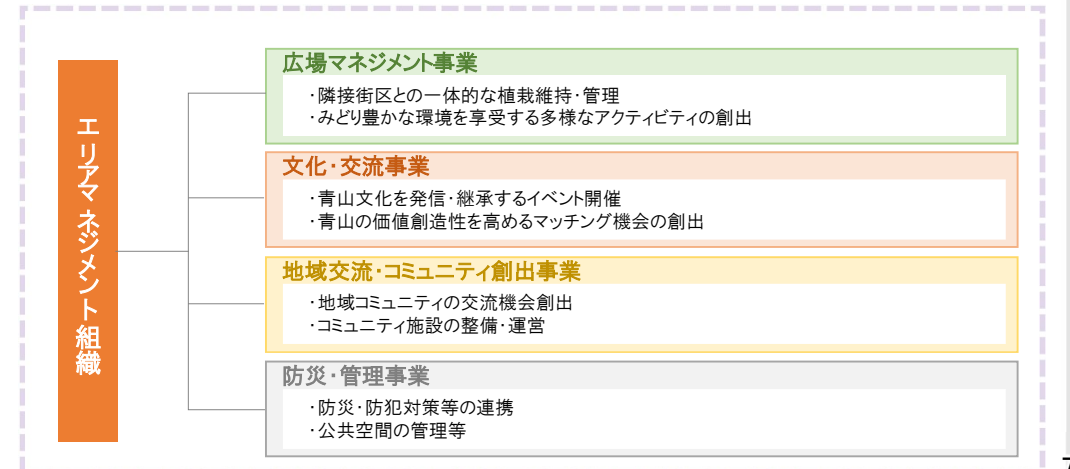 エリアマネジメント組織
広場マネジメント事業
・隣接街区との一体的な植栽維持・管理
・みどり豊かな環境を享受する多様なアクティビティの創出
文化・交流事業
・青山文化を発信・継承するイベント開催
・青山の価値創造性を高めるマッチング機会の創出
地域交流・コミュニティ創出事業
・地域コミュニティの交流機会創出
・コミュニティ施設の整備・運営
防災・管理事業
・防災・防犯対策等の連携
・公共空間の管理等